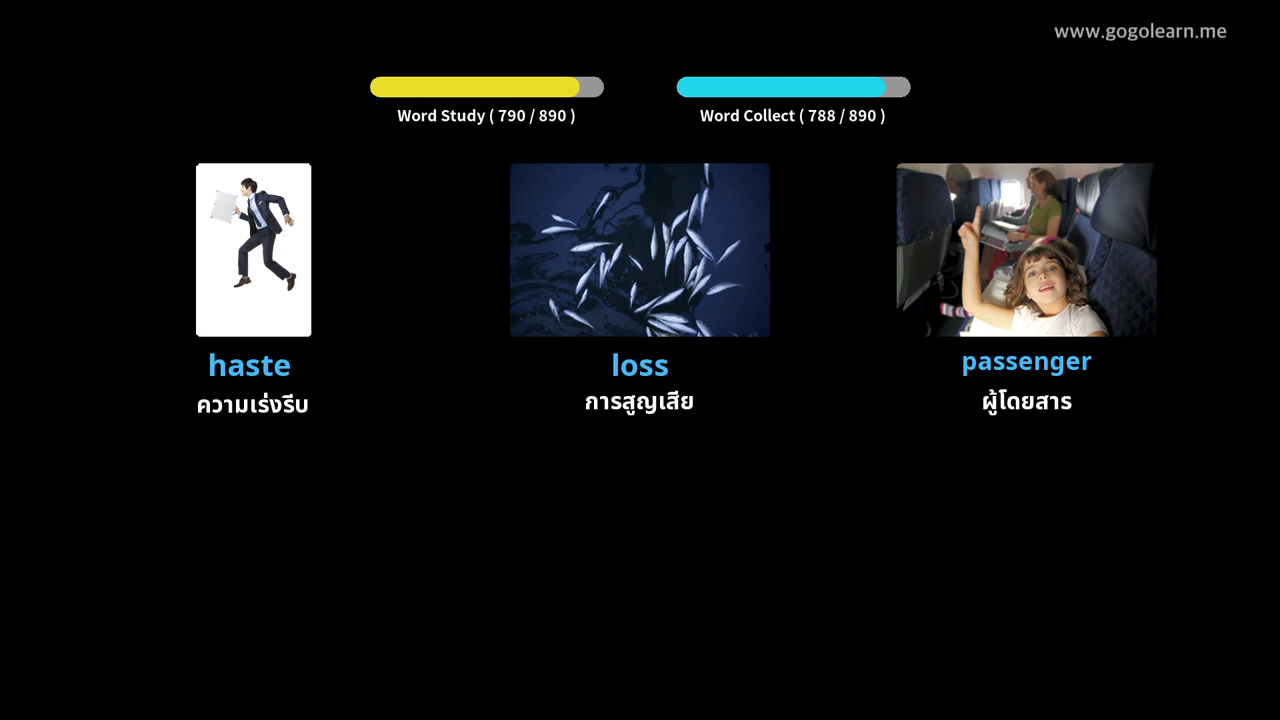 www.gogolearn.me
Word Study ( 790 / 890 )
Word Collect ( 788 / 890 )
haste
ความเร่งรีบ
loss
การสูญเสีย
passenger
ผู้โดยสาร